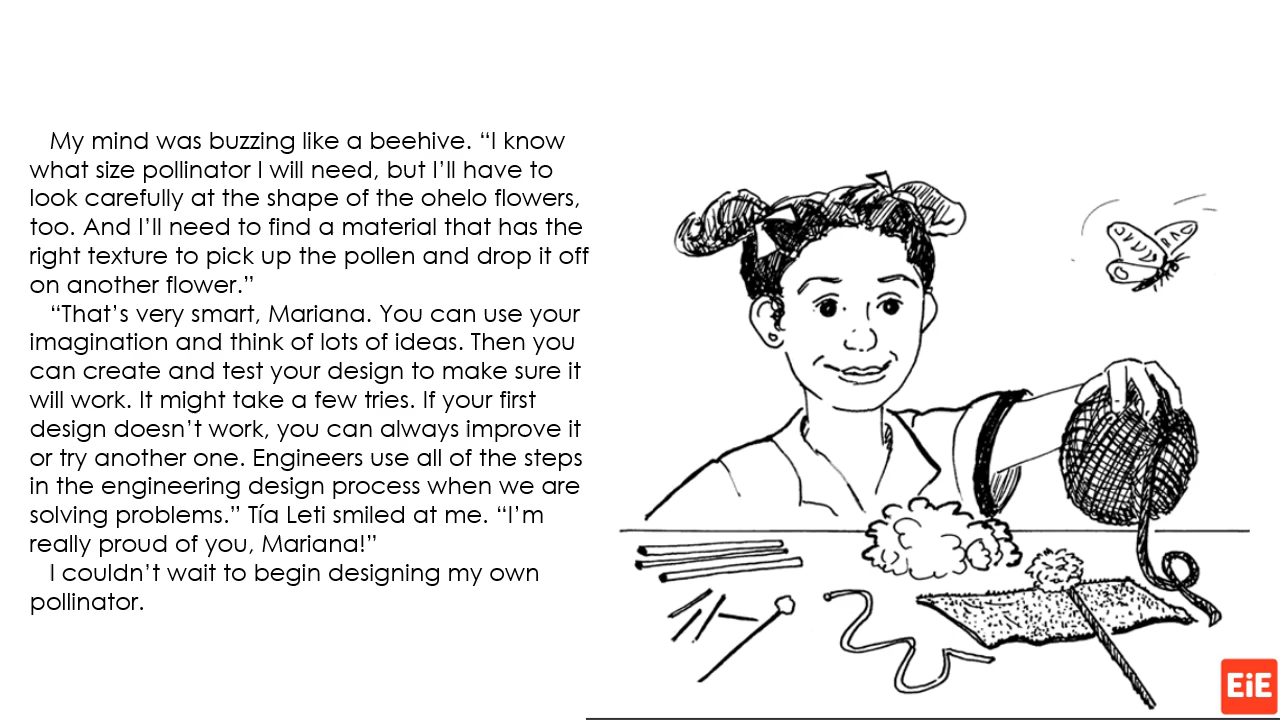 My mind was buzzing like a beehive. “I know
what size pollinator I will need, but I’ll have to
look carefully at the shape of the ohelo flowers,
too. And I’ll need to find a material that has the
right texture to pick up the pollen and drop it off
on another flower.”
“That’s very smart, Mariana. You can use your
imagination and think of lots of ideas. Then you
can create and test your design to make sure it
will work. It might take a few tries. If your first
design doesn’t work, you can always improve it
or try another one. Engineers use all of the steps
in the engineering design process when we are
solving problems.” Tía Leti smiled at me. “I’m
really proud of you, Mariana!”
I couldn’t wait to begin designing my own
pollinator.
EiE